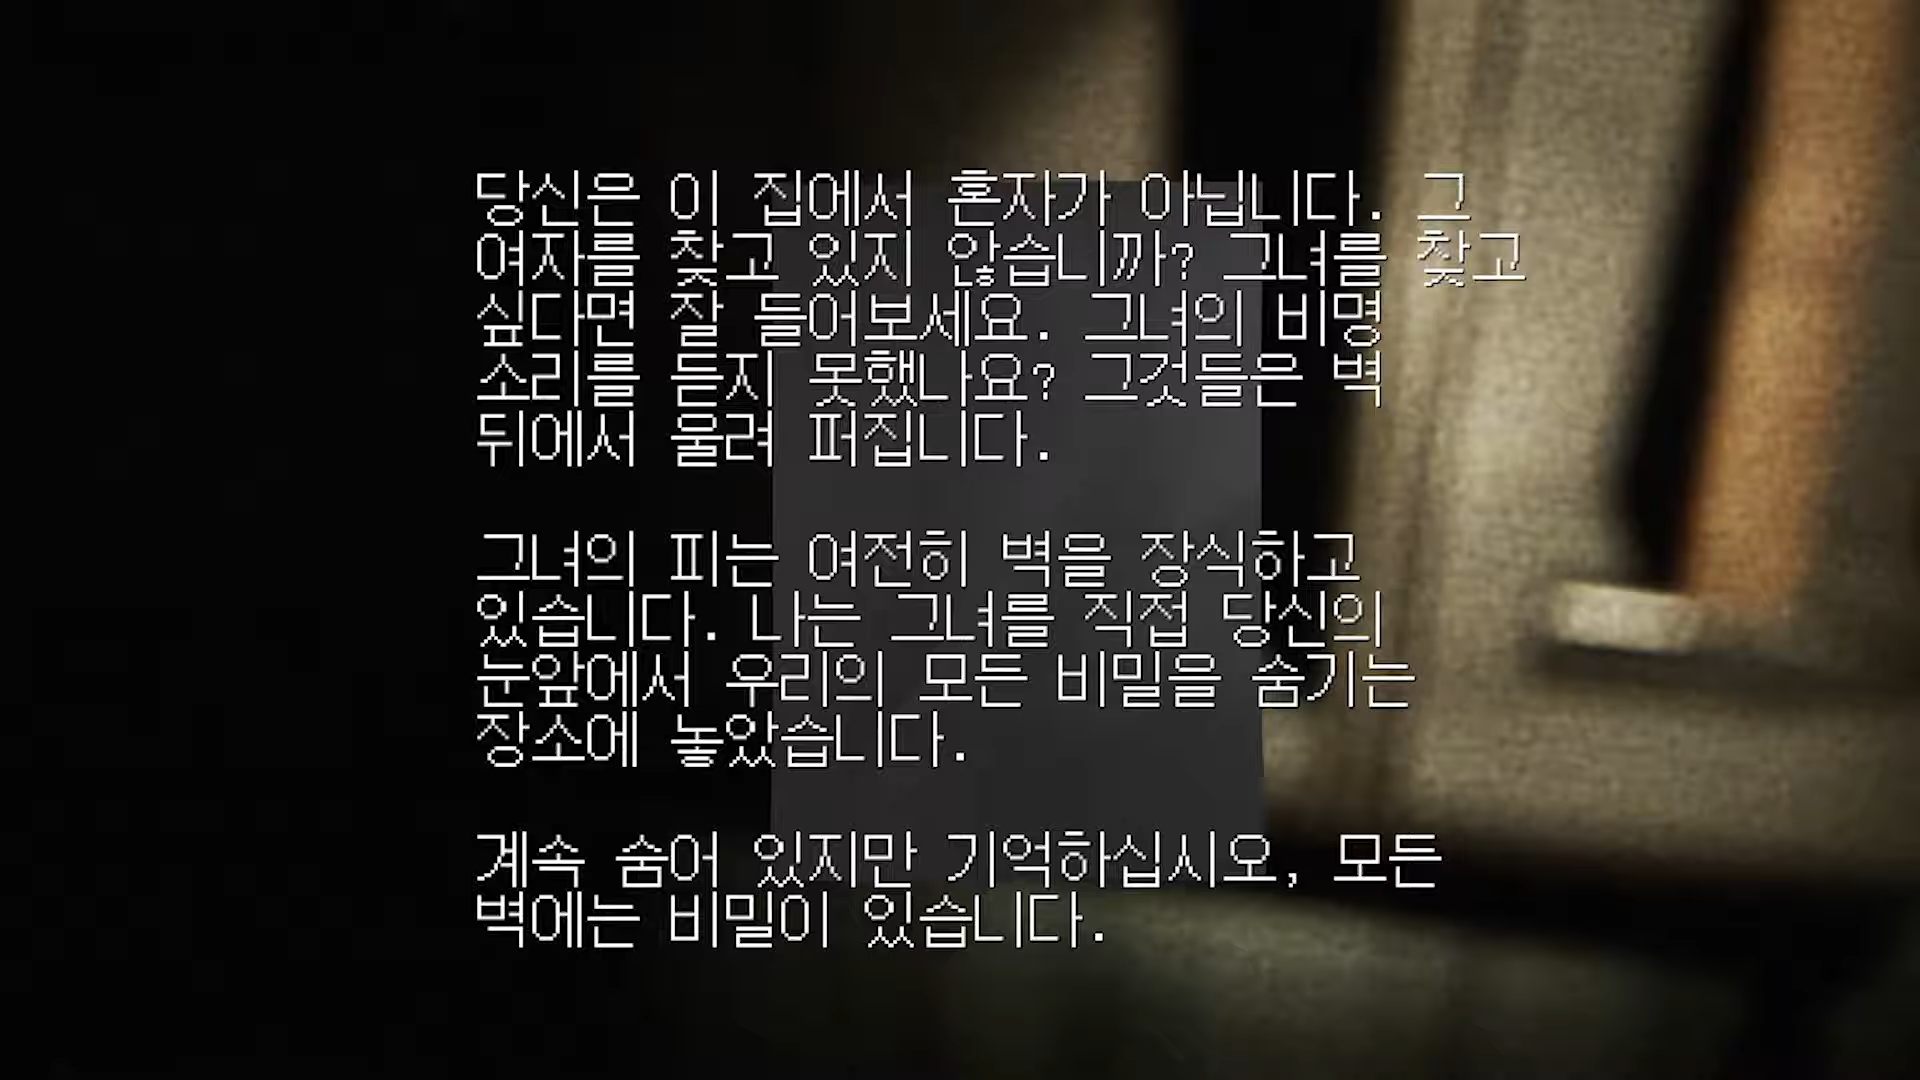 당신은 이 집에서 혼자가 아닙니다. 그
여자를 찾고 있지 않습니까? 그녀를 찾고
싶다면 잘 들어보세요. 그녀의 비명
소리를 듣지 못했나요? 그것들은 벽
뒤에서 울려 퍼집니다.
그녀의 피는 여전히 벽을 장식하고
있습니다. 나는 그녀를 직접 당신의
눈앞에서 우리의 모든 비밀을 숨기는
장소에 놓았습니다.
계속 숨어 있지만 기억하십시오, 모든
벽에는 비밀이 있습니다.